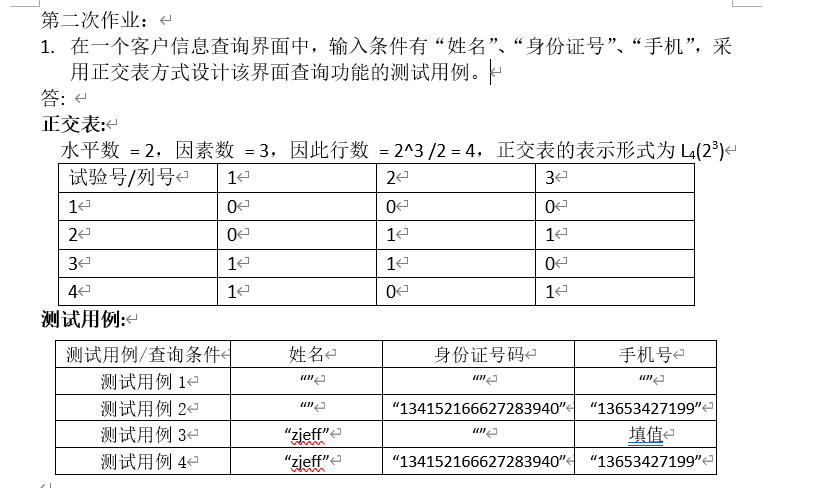 第二次作业：
1. 在一个客户信息查询界面中，输入条件有“姓名”、“身份证号”、“手机”，采
用正交表方式设计该界面查询功能的测试用例。
答:
正交表:
水平数 = 2，因素数 = 3，因此行数 = 2^3 /2 = 4，正交表的表示形式为 L₄(2³)
试验号/列号 1 2 3
1 0 0 0
2 0 1 1
3 1 1 0
4 1 0 1
测试用例:
测试用例/查询条件 姓名 身份证号码 手机号
测试用例 1 “” “” “”
测试用例 2 “” “134152166627283940” “13653427199”
测试用例 3 “zjeff” “” 填值
测试用例 4 “zjeff” “134152166627283940” “13653427199”